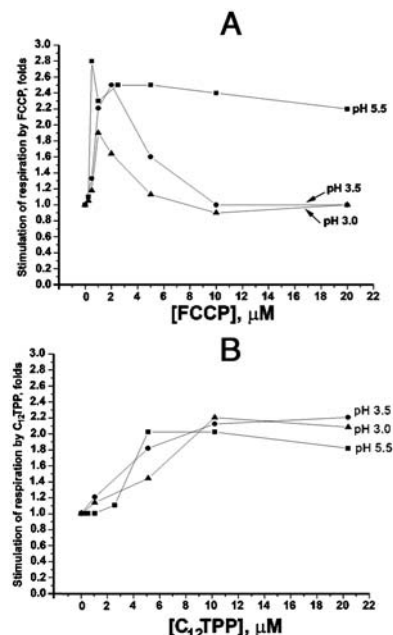 A
Stimulation of respiration by FCCP, folds
3.0
2.8
2.6
2.4
2.2
2.0
1.8
1.6
1.4
1.2
1.0
0.8
0.6
0.4
0.2
0.0
pH 5.5
pH 3.5
pH 3.0
0 2 4 6 8 10 12 14 16 18 20 22
[FCCP], μM
B
Stimulation of respiration by C₁₂TPP, folds
3.0
2.8
2.6
2.4
2.2
2.0
1.8
1.6
1.4
1.2
1.0
0.8
0.6
0.4
0.2
0.0
pH 3.5
pH 3.0
pH 5.5
0 2 4 6 8 10 12 14 16 18 20 22
[C₁₂TPP], μM